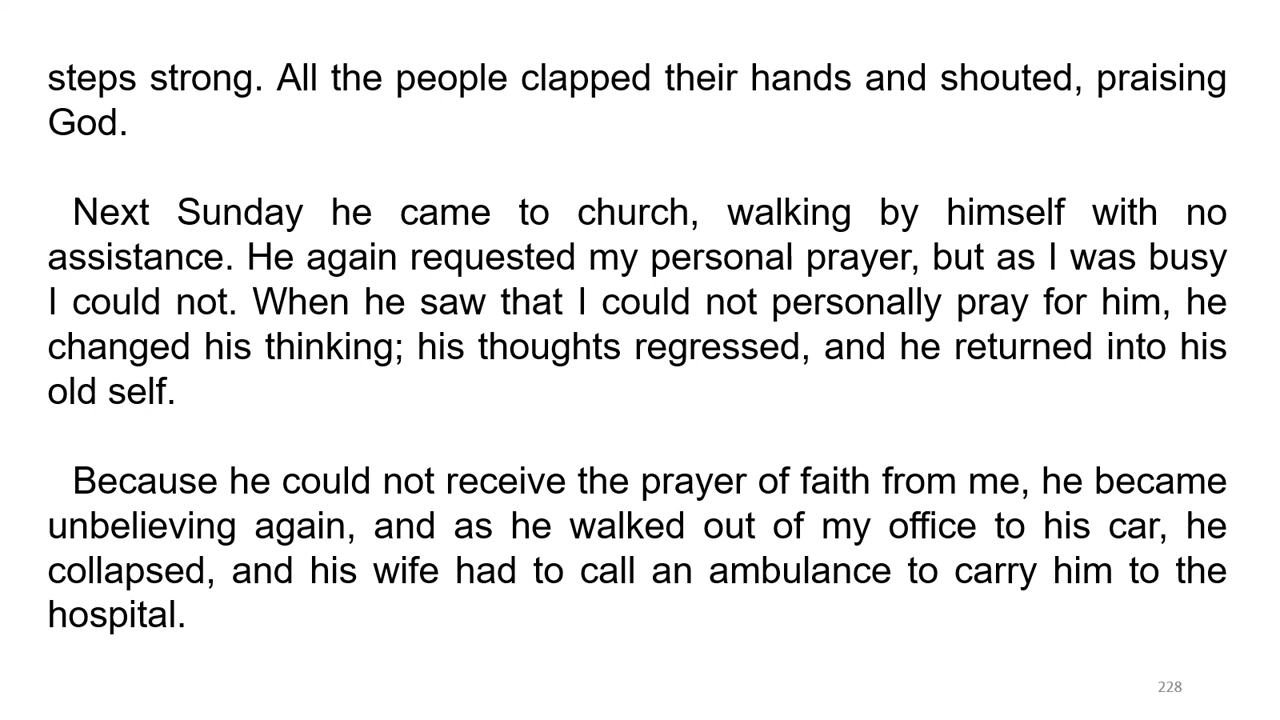 steps strong. All the people clapped their hands and shouted, praising
God.
Next Sunday he came to church, walking by himself with no
assistance. He again requested my personal prayer, but as I was busy
I could not. When he saw that I could not personally pray for him, he
changed his thinking; his thoughts regressed, and he returned into his
old self.
Because he could not receive the prayer of faith from me, he became
unbelieving again, and as he walked out of my office to his car, he
collapsed, and his wife had to call an ambulance to carry him to the
hospital.
228